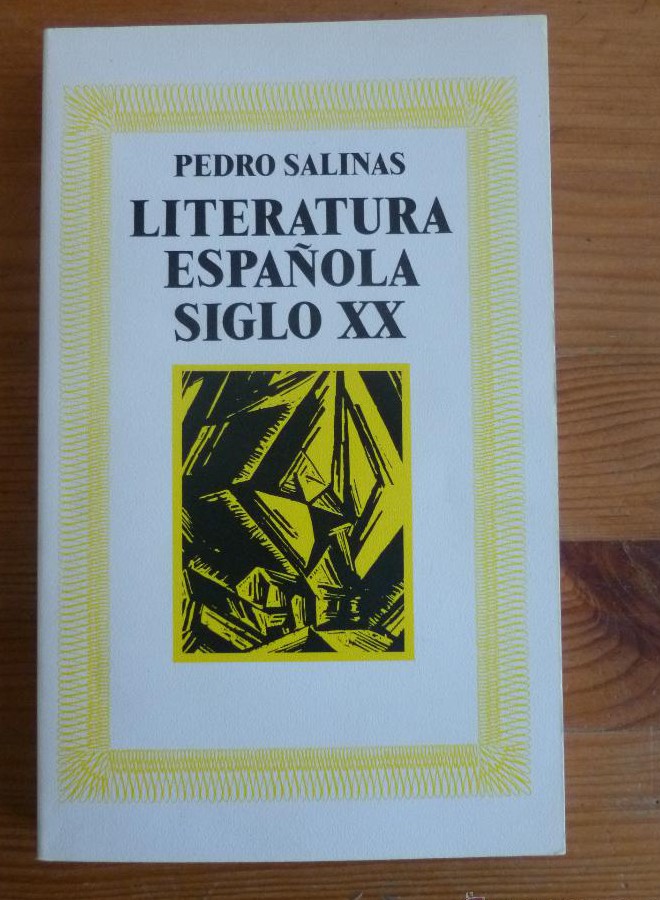 PEDRO SALINAS
LITERATURA
ESPAÑOLA
SIGLO XX